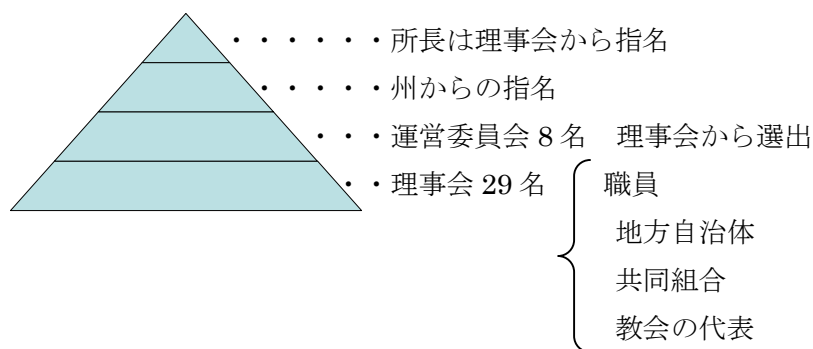 ・・・・・・所長は理事会から指名
・・・・・州からの指名
・・・運営委員会 8 名　理事会から選出
・・理事会 29 名　職員
地方自治体
共同組合
教会の代表